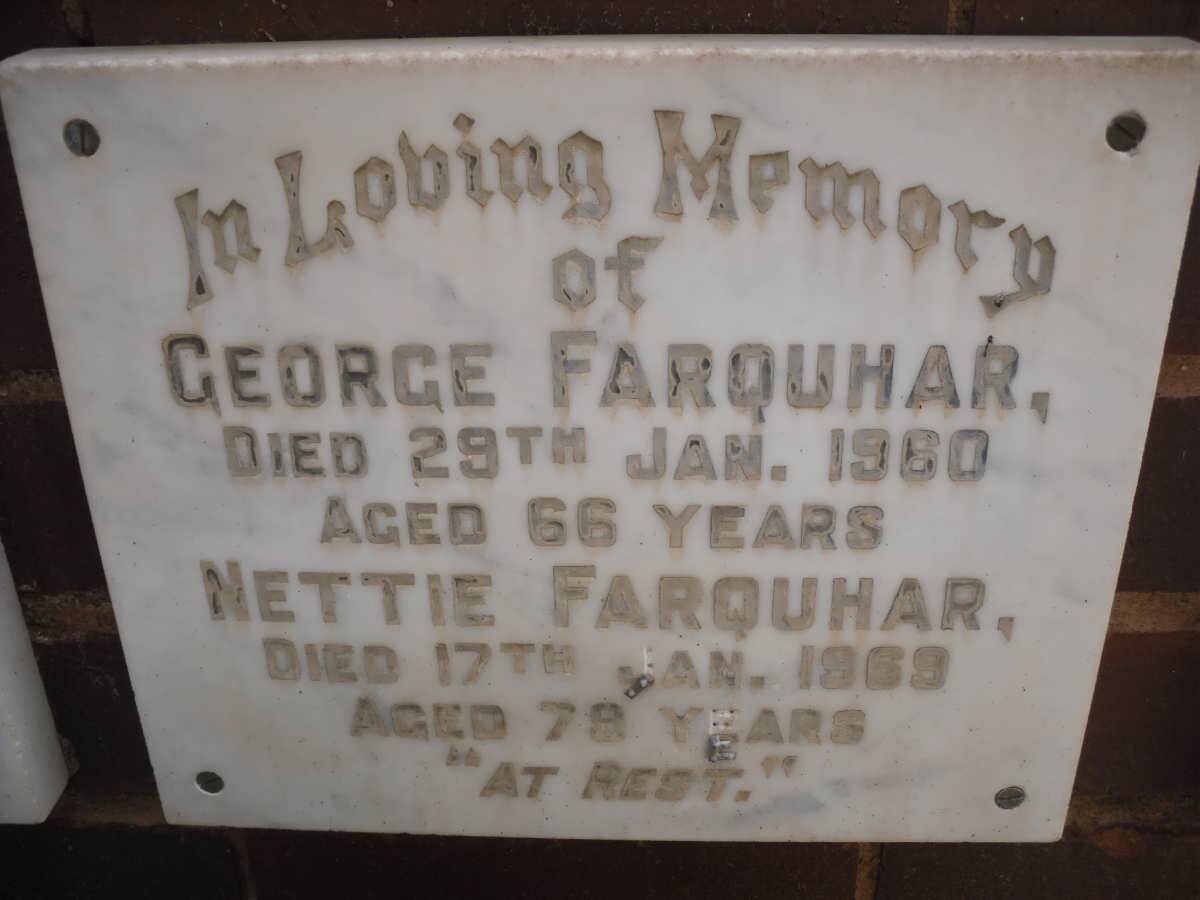 In Loving Memory
of
GEORGE FARQUHAR,
DIED 29TH JAN. 1960
AGED 66 YEARS
NETTIE FARQUHAR,
DIED 17TH JAN. 1969
AGED 78 YEARS
"AT REST."